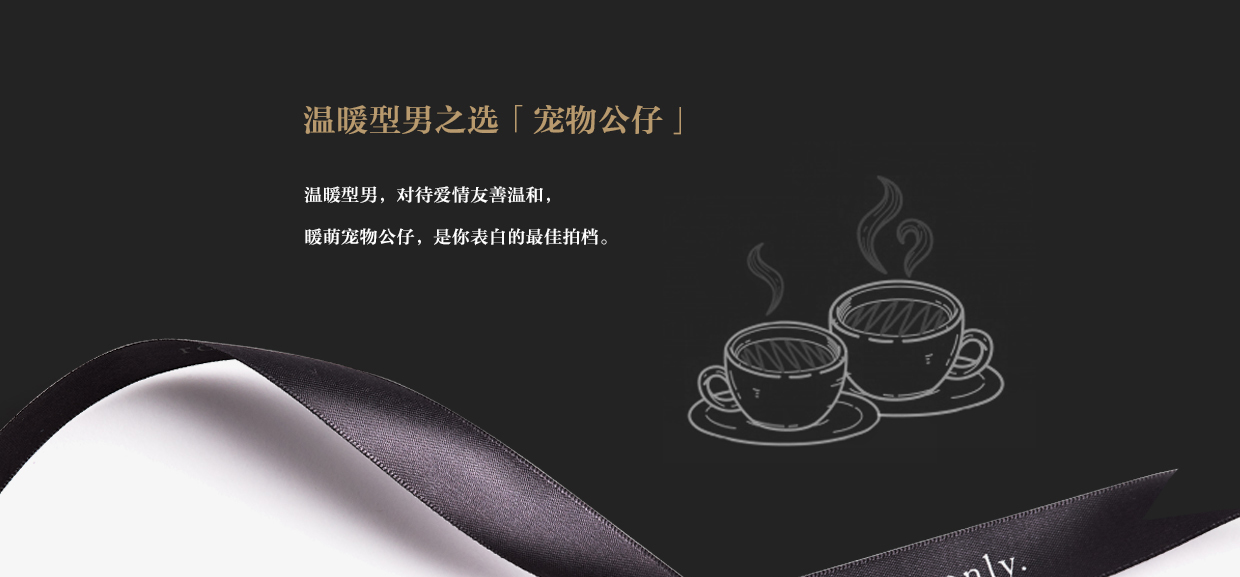 温暖型男之选「宠物公仔」
温暖型男，对待爱情友善温和，
暖萌宠物公仔，是你表白的最佳拍档。
only.